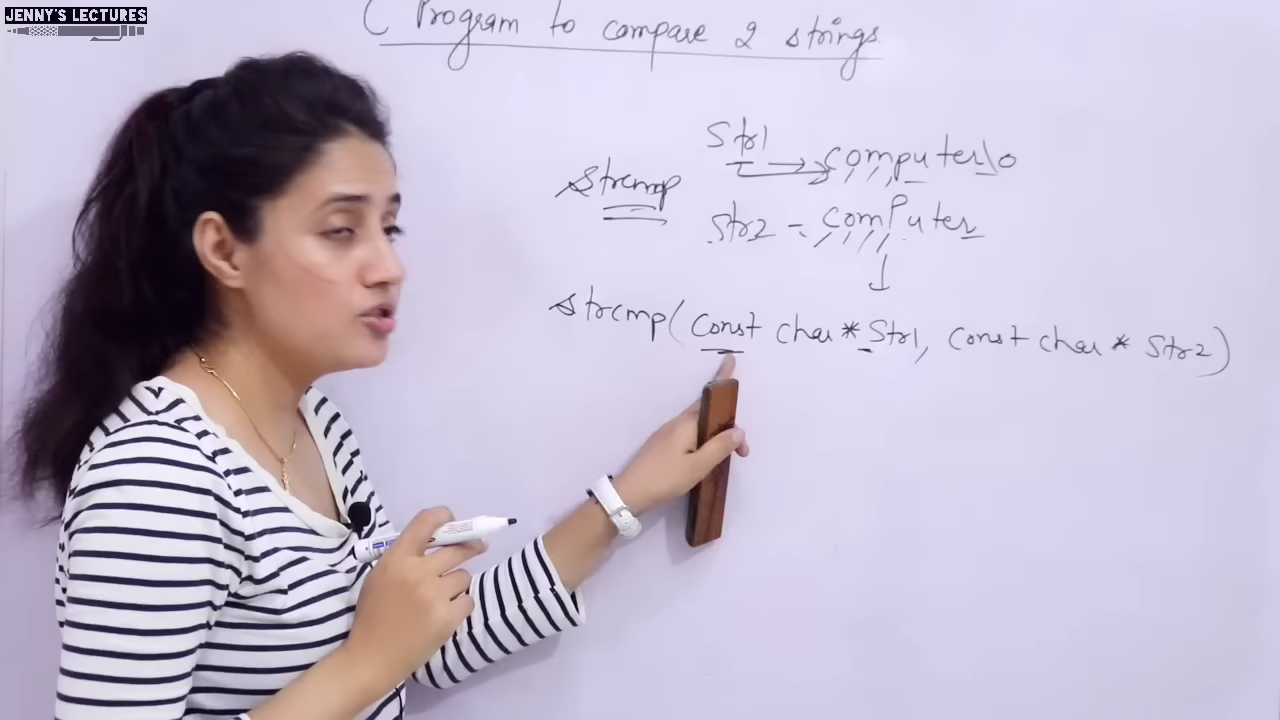 JENNY'S LECTURES
C Program to compare 2 strings
Str1 computer\0
strcmp
str2 - comPuter
strcmp(const char* Str1, const char* Str2)